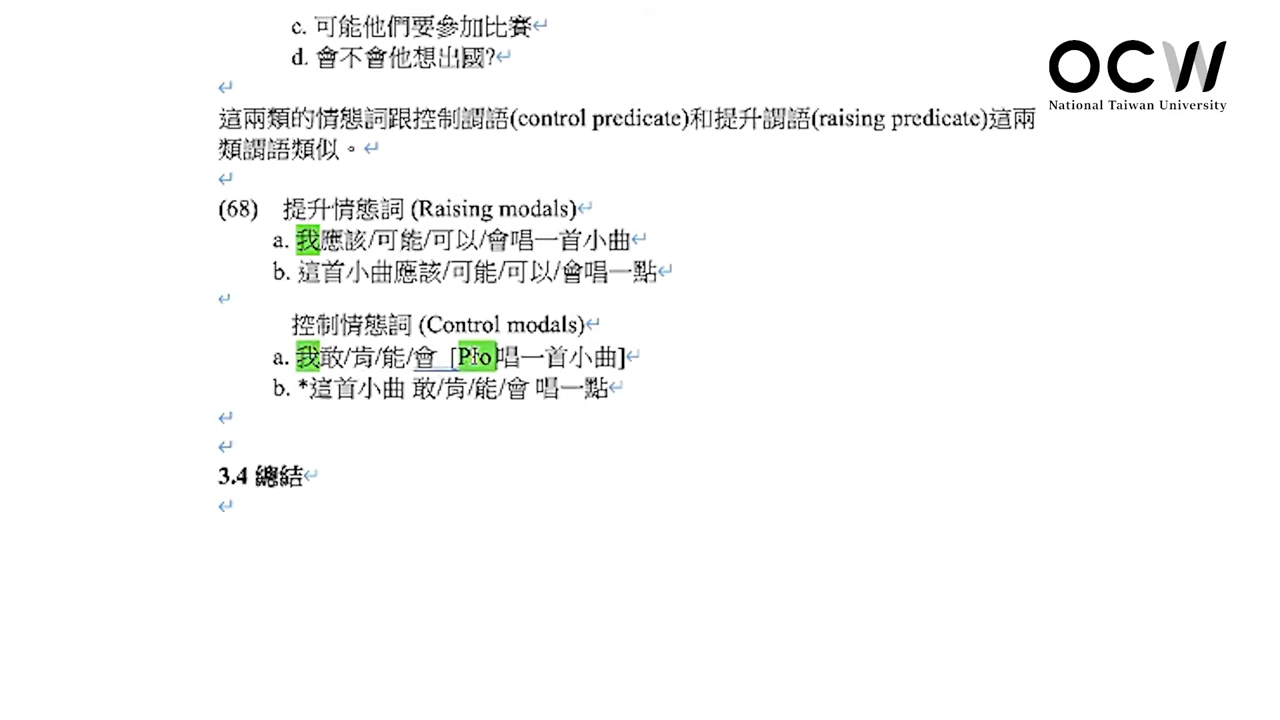 c. 可能他們要參加比賽↵
d. 會不會他想出國?↵
OCW
National Taiwan University
↵
這兩類的情態詞跟控制謂語(control predicate)和提升謂語(raising predicate)這兩
類謂語類似。↵
↵
(68) 提升情態詞 (Raising modals)↵
a. 我應該/可能/可以/會唱一首小曲↵
b. 這首小曲應該/可能/可以/會唱一點↵
↵
控制情態詞 (Control modals)↵
a. 我敢/肯/能/會 [Pro唱一首小曲]↵
b. *這首小曲 敢/肯/能/會 唱一點↵
↵
↵
3.4 總結↵
↵